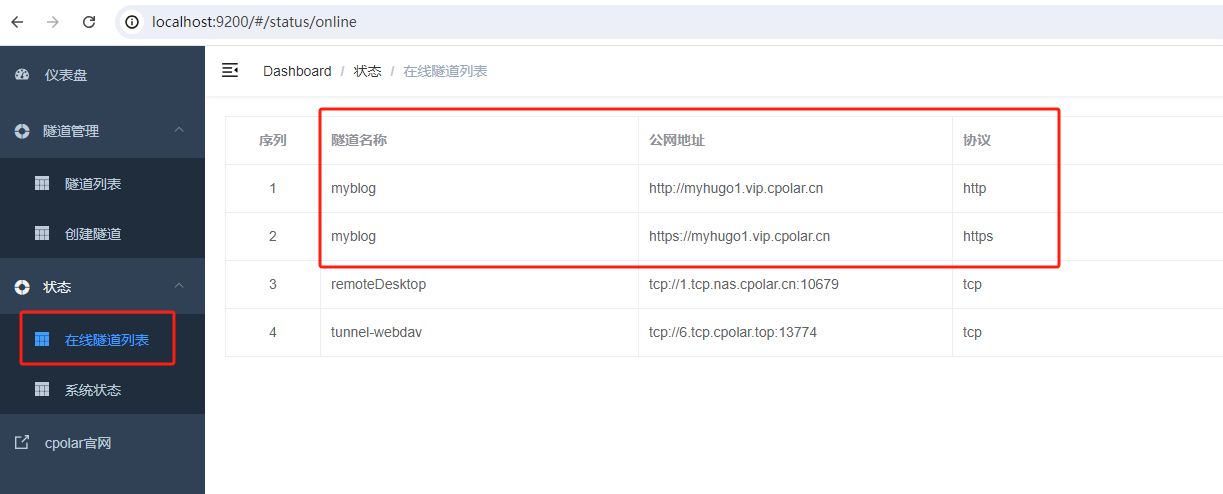 localhost:9200/#/status/online
仪表盘
隧道管理
隧道列表
创建隧道
状态
在线隧道列表
系统状态
cpolar官网
Dashboard / 状态 / 在线隧道列表
序列 隧道名称 公网地址 协议
1 myblog http://myhugo1.vip.cpolar.cn http
2 myblog https://myhugo1.vip.cpolar.cn https
3 remoteDesktop tcp://1.tcp.nas.cpolar.cn:10679 tcp
4 tunnel-webdav tcp://6.tcp.cpolar.top:13774 tcp